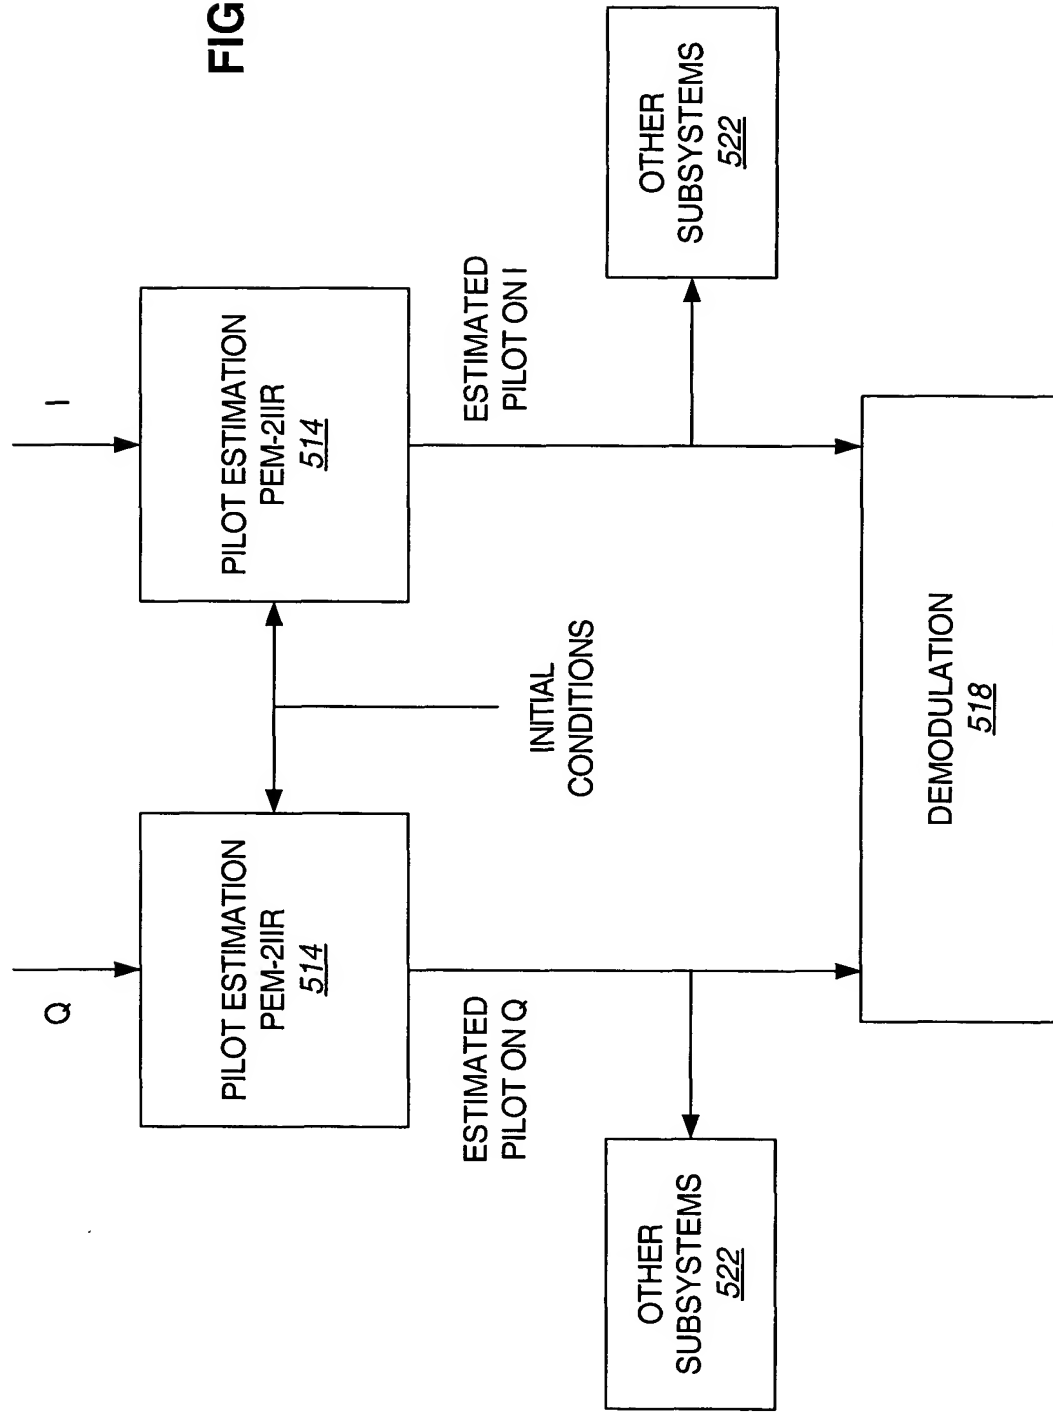 Q
I
FIG
PILOT ESTIMATION
PEM-2IIR
514
PILOT ESTIMATION
PEM-2IIR
514
ESTIMATED
PILOT ON Q
ESTIMATED
PILOT ON I
INITIAL
CONDITIONS
OTHER
SUBSYSTEMS
522
OTHER
SUBSYSTEMS
522
DEMODULATION
518